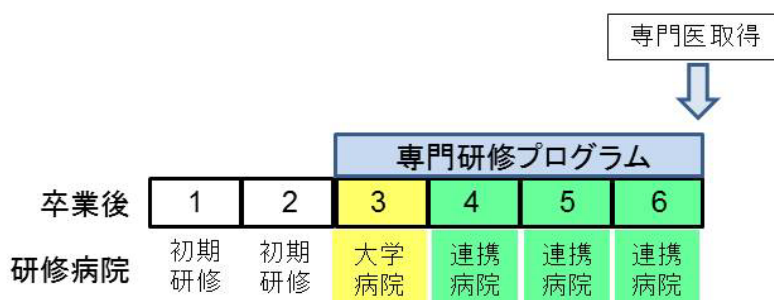 専門医取得
専門研修プログラム
卒業後 1 2 3 4 5 6
研修病院 初期研修 初期研修 大学病院 連携病院 連携病院 連携病院